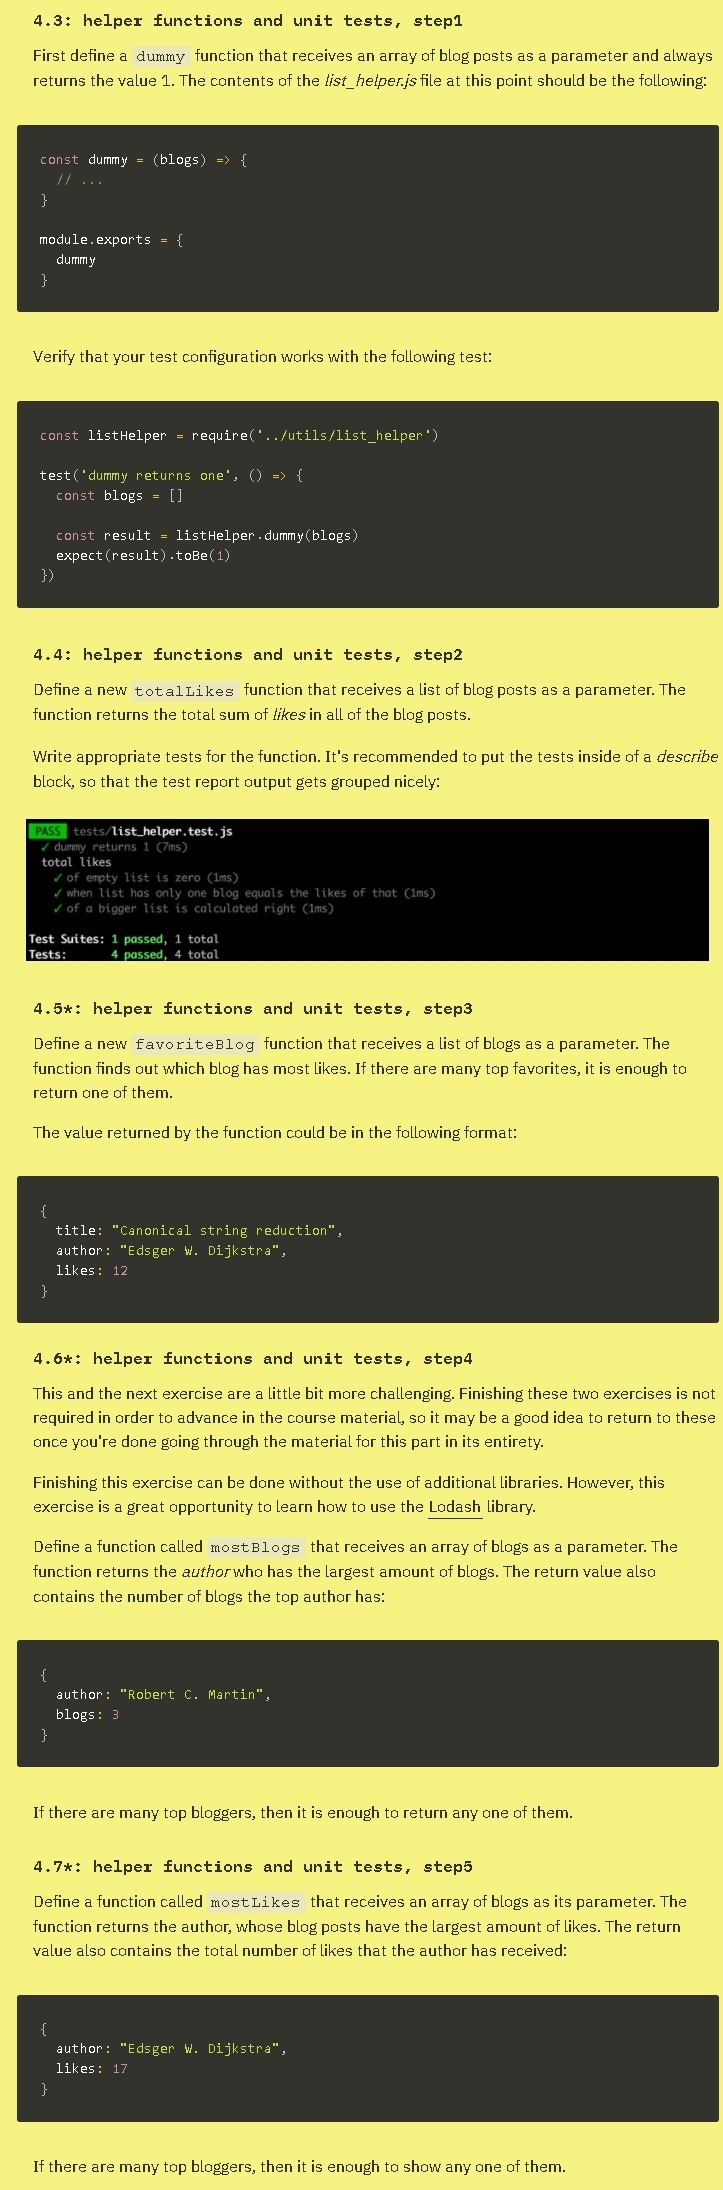 4.3: helper functions and unit tests, step1
First define a dummy function that receives an array of blog posts as a parameter and always
returns the value 1. The contents of the list_helper.js file at this point should be the following:
const dummy = (blogs) => {
  // ...
}
module.exports = {
  dummy
}
Verify that your test configuration works with the following test:
const listHelper = require('../utils/list_helper')
test('dummy returns one', () => {
  const blogs = []
  const result = listHelper.dummy(blogs)
  expect(result).toBe(1)
})
4.4: helper functions and unit tests, step2
Define a new totalLikes function that receives a list of blog posts as a parameter. The
function returns the total sum of likes in all of the blog posts.
Write appropriate tests for the function. It's recommended to put the tests inside of a describe
block, so that the test report output gets grouped nicely:
PASS tests/list_helper.test.js
✓ dummy returns 1 (7ms)
total likes
✓ of empty list is zero (1ms)
✓ when list has only one blog equals the likes of that (1ms)
✓ of a bigger list is calculated right (1ms)
Test Suites: 1 passed, 1 total
Tests: 4 passed, 4 total
4.5*: helper functions and unit tests, step3
Define a new favoriteBlog function that receives a list of blogs as a parameter. The
function finds out which blog has most likes. If there are many top favorites, it is enough to
return one of them.
The value returned by the function could be in the following format:
{
  title: "Canonical string reduction",
  author: "Edsger W. Dijkstra",
  likes: 12
}
4.6*: helper functions and unit tests, step4
This and the next exercise are a little bit more challenging. Finishing these two exercises is not
required in order to advance in the course material, so it may be a good idea to return to these
once you're done going through the material for this part in its entirety.
Finishing this exercise can be done without the use of additional libraries. However, this
exercise is a great opportunity to learn how to use the Lodash library.
Define a function called mostBlogs that receives an array of blogs as a parameter. The
function returns the author who has the largest amount of blogs. The return value also
contains the number of blogs the top author has:
{
  author: "Robert C. Martin",
  blogs: 3
}
If there are many top bloggers, then it is enough to return any one of them.
4.7*: helper functions and unit tests, step5
Define a function called mostLikes that receives an array of blogs as its parameter. The
function returns the author, whose blog posts have the largest amount of likes. The return
value also contains the total number of likes that the author has received:
{
  author: "Edsger W. Dijkstra",
  likes: 17
}
If there are many top bloggers, then it is enough to show any one of them.